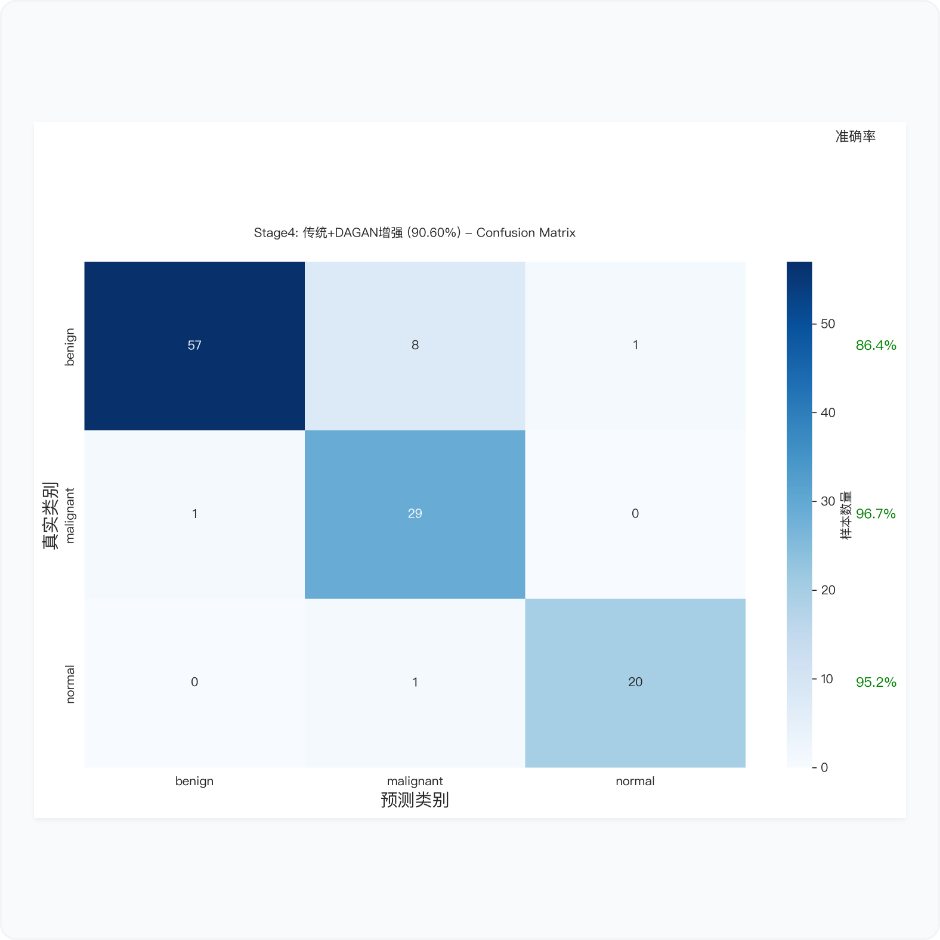 准确率
Stage4: 传统+DAGAN增强 (90.60%) – Confusion Matrix
benign
57
8
1
86.4%
malignant
1
29
0
96.7%
normal
0
1
20
95.2%
真实类别
benign
malignant
normal
预测类别
50
40
30
20
10
0
样本数量